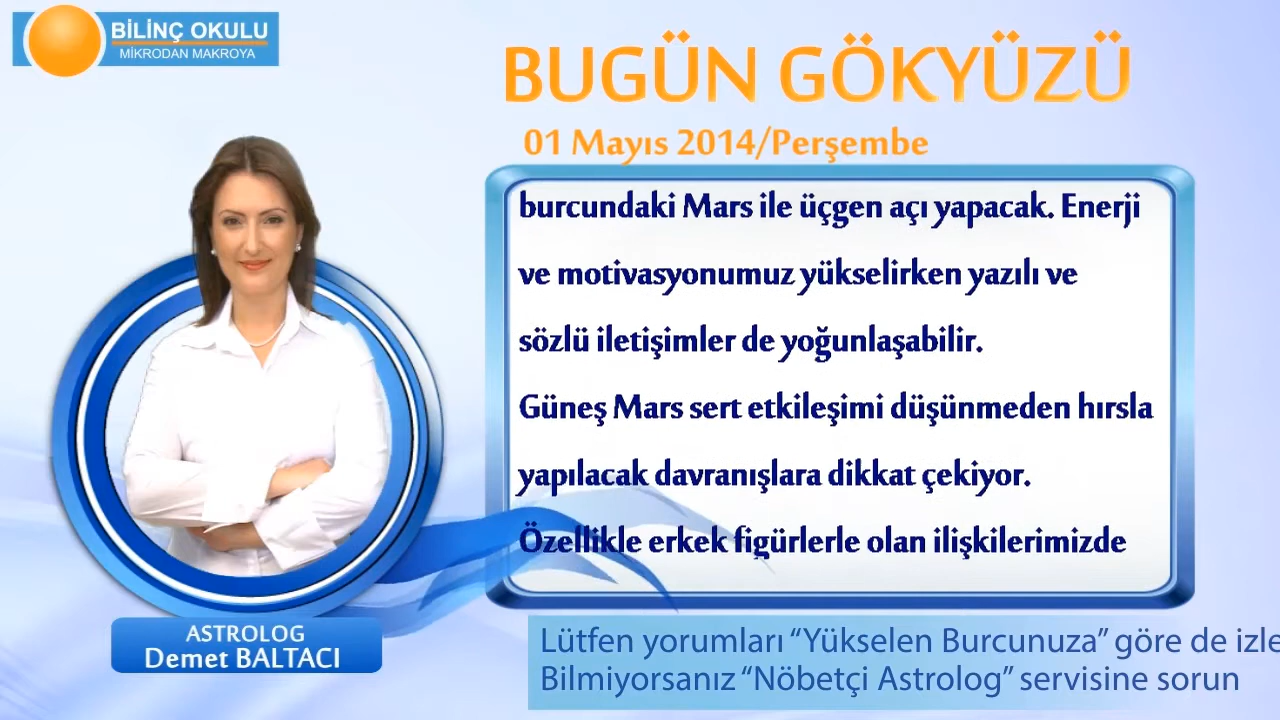 BİLİNÇ OKULU
MİKRODAN MAKROYA
BUGÜN GÖKYÜZÜ
01 Mayıs 2014/Perşembe
burcundaki Mars ile üçgen açı yapacak. Enerji
ve motivasyonumuz yükselirken yazılı ve
sözlü iletişimler de yoğunlaşabilir.
Güneş Mars sert etkileşimi düşünmeden hırsla
yapılacak davranışlara dikkat çekiyor.
Özellikle erkek figürlerle olan ilişkilerimizde
ASTROLOG
Demet BALTACI
Lütfen yorumları “Yükselen Burcunuza” göre de izle
Bilmiyorsanız “Nöbetçi Astrolog” servisine sorun